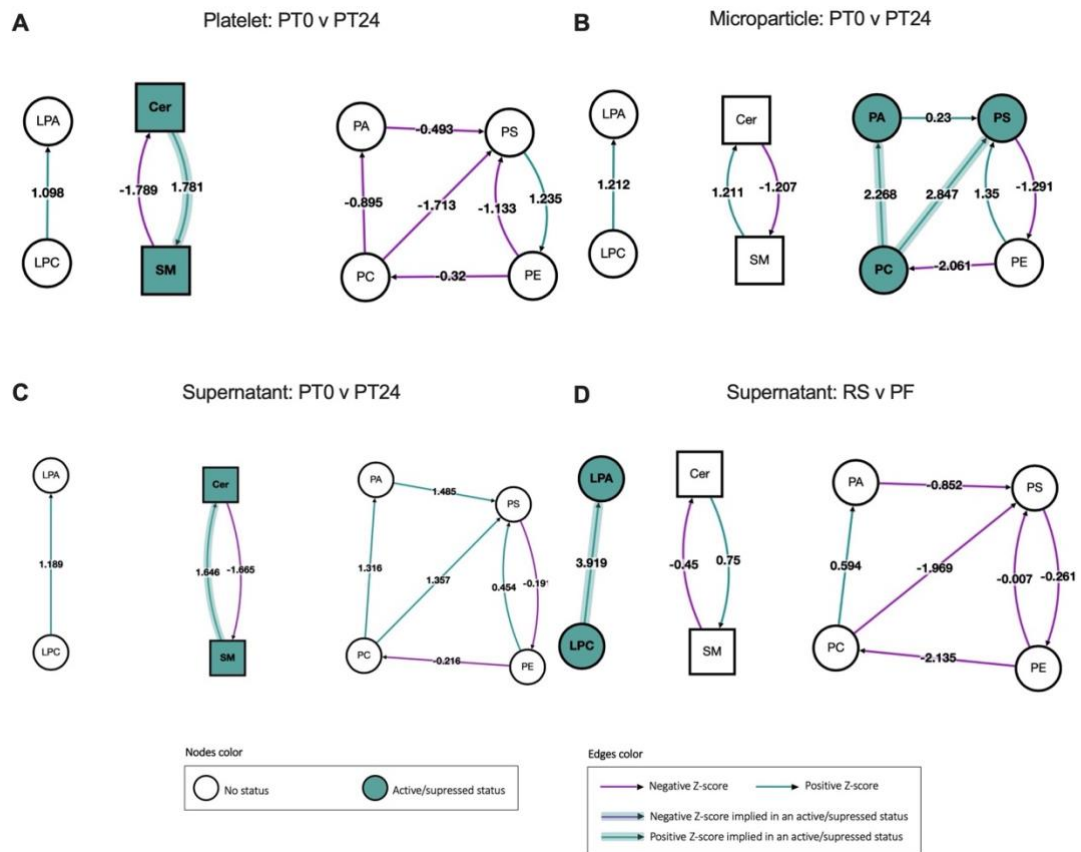 A
Platelet: PT0 v PT24
LPA
1.098
LPC
Cer
-1.789
1.781
SM
PA
-0.493
PS
-0.895
-1.713
-1.133
1.235
PC
-0.32
PE
B
Microparticle: PT0 v PT24
LPA
1.212
LPC
Cer
1.211
-1.207
SM
PA
0.23
PS
2.268
2.847
1.35
-1.291
PC
-2.061
PE
C
Supernatant: PT0 v PT24
LPA
1.189
LPC
Cer
1.646
-1.665
SM
PA
1.485
PS
1.316
1.357
0.454
-0.191
PC
-0.216
PE
D
Supernatant: RS v PF
LPA
3.919
LPC
Cer
-0.45
0.75
SM
PA
-0.852
PS
0.594
-1.969
-0.007
-0.261
PC
-2.135
PE
Nodes color
No status
Active/supressed status
Edges color
Negative Z-score
Positive Z-score
Negative Z-score implied in an active/supressed status
Positive Z-score implied in an active/supressed status